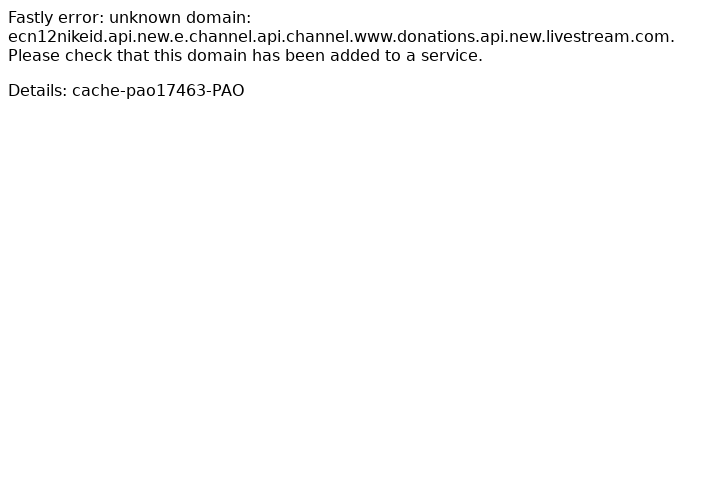 Fastly error: unknown domain:
ecn12nikeid.api.new.e.channel.api.channel.www.donations.api.new.livestream.com.
Please check that this domain has been added to a service.
Details: cache-pao17463-PAO